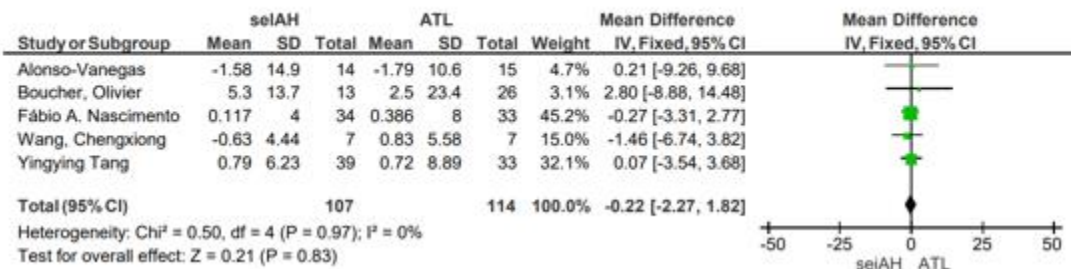 selAH ATL Mean Difference Mean Difference
Study or Subgroup Mean SD Total Mean SD Total Weight IV, Fixed, 95% CI IV, Fixed, 95% CI
Alonso-Vanegas -1.58 14.9 14 -1.79 10.6 15 4.7% 0.21 [-9.26, 9.68]
Boucher, Olivier 5.3 13.7 13 2.5 23.4 26 3.1% 2.80 [-8.88, 14.48]
Fábio A. Nascimento 0.117 4 34 0.386 8 33 45.2% -0.27 [-3.31, 2.77]
Wang, Chengxiong -0.63 4.44 7 0.83 5.58 7 15.0% -1.46 [-6.74, 3.82]
Yingying Tang 0.79 6.23 39 0.72 8.89 33 32.1% 0.07 [-3.54, 3.68]
Total (95% CI) 107 114 100.0% -0.22 [-2.27, 1.82]
Heterogeneity: Chi² = 0.50, df = 4 (P = 0.97); I² = 0%
Test for overall effect: Z = 0.21 (P = 0.83)
-50 -25 0 25 50
selAH ATL